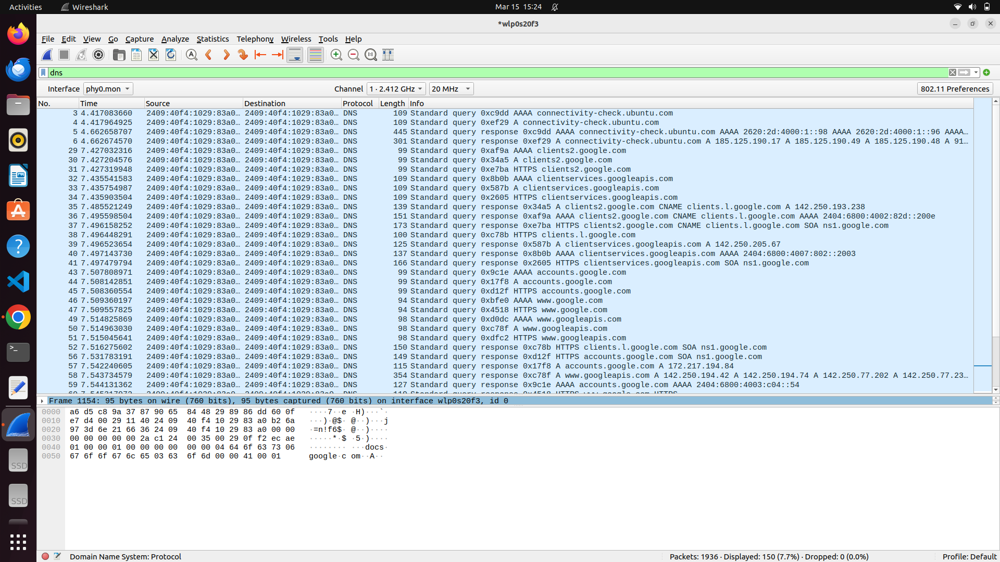 Activities Wireshark Mar 15 15:24
*wlp0s20f3
File Edit View Go Capture Analyze Statistics Telephony Wireless Tools Help
dns
Interface phy0.mon Channel 1 · 2.412 GHz 20 MHz 802.11 Preferences
No. Time Source Destination Protocol Length Info
3 4.417083660 2409:40f4:1029:83a0… 2409:40f4:1029:83a0… DNS 109 Standard query 0xc9dd AAAA connectivity-check.ubuntu.com
4 4.417964925 2409:40f4:1029:83a0… 2409:40f4:1029:83a0… DNS 109 Standard query 0xef29 A connectivity-check.ubuntu.com
5 4.662658707 2409:40f4:1029:83a0… 2409:40f4:1029:83a0… DNS 445 Standard query response 0xc9dd AAAA connectivity-check.ubuntu.com AAAA 2620:2d:4000:1::98 AAAA 2620:2d:4000:1::96 AAAA…
6 4.662674570 2409:40f4:1029:83a0… 2409:40f4:1029:83a0… DNS 301 Standard query response 0xef29 A connectivity-check.ubuntu.com A 185.125.190.17 A 185.125.190.49 A 185.125.190.48 A 91…
29 7.427032316 2409:40f4:1029:83a0… 2409:40f4:1029:83a0… DNS 99 Standard query 0xaf9a AAAA clients2.google.com
30 7.427204576 2409:40f4:1029:83a0… 2409:40f4:1029:83a0… DNS 99 Standard query 0x34a5 A clients2.google.com
31 7.427319948 2409:40f4:1029:83a0… 2409:40f4:1029:83a0… DNS 99 Standard query 0xe7ba HTTPS clients2.google.com
32 7.435541583 2409:40f4:1029:83a0… 2409:40f4:1029:83a0… DNS 109 Standard query 0x8b0b AAAA clientservices.googleapis.com
33 7.435754987 2409:40f4:1029:83a0… 2409:40f4:1029:83a0… DNS 109 Standard query 0x587b A clientservices.googleapis.com
34 7.435903504 2409:40f4:1029:83a0… 2409:40f4:1029:83a0… DNS 109 Standard query 0x2605 HTTPS clientservices.googleapis.com
35 7.485521249 2409:40f4:1029:83a0… 2409:40f4:1029:83a0… DNS 139 Standard query response 0x34a5 A clients2.google.com CNAME clients.l.google.com A 142.250.193.238
36 7.495598504 2409:40f4:1029:83a0… 2409:40f4:1029:83a0… DNS 151 Standard query response 0xaf9a AAAA clients2.google.com CNAME clients.l.google.com AAAA 2404:6800:4002:82d::200e
37 7.496158252 2409:40f4:1029:83a0… 2409:40f4:1029:83a0… DNS 173 Standard query response 0xe7ba HTTPS clients2.google.com CNAME clients.l.google.com SOA ns1.google.com
38 7.496448291 2409:40f4:1029:83a0… 2409:40f4:1029:83a0… DNS 100 Standard query 0xc78b HTTPS clients.l.google.com
39 7.496523654 2409:40f4:1029:83a0… 2409:40f4:1029:83a0… DNS 125 Standard query response 0x587b A clientservices.googleapis.com A 142.250.205.67
40 7.497143730 2409:40f4:1029:83a0… 2409:40f4:1029:83a0… DNS 137 Standard query response 0x8b0b AAAA clientservices.googleapis.com AAAA 2404:6800:4007:802::2003
41 7.497479794 2409:40f4:1029:83a0… 2409:40f4:1029:83a0… DNS 166 Standard query response 0x2605 HTTPS clientservices.googleapis.com SOA ns1.google.com
43 7.507808971 2409:40f4:1029:83a0… 2409:40f4:1029:83a0… DNS 99 Standard query 0x9c1e AAAA accounts.google.com
44 7.508142851 2409:40f4:1029:83a0… 2409:40f4:1029:83a0… DNS 99 Standard query 0x17f8 A accounts.google.com
45 7.508360554 2409:40f4:1029:83a0… 2409:40f4:1029:83a0… DNS 99 Standard query 0xd12f HTTPS accounts.google.com
46 7.509360197 2409:40f4:1029:83a0… 2409:40f4:1029:83a0… DNS 94 Standard query 0xbfe0 AAAA www.google.com
47 7.509557825 2409:40f4:1029:83a0… 2409:40f4:1029:83a0… DNS 94 Standard query 0x4518 HTTPS www.google.com
49 7.514825869 2409:40f4:1029:83a0… 2409:40f4:1029:83a0… DNS 98 Standard query 0xd0dc AAAA www.googleapis.com
50 7.514963030 2409:40f4:1029:83a0… 2409:40f4:1029:83a0… DNS 98 Standard query 0xc78f A www.googleapis.com
51 7.515045641 2409:40f4:1029:83a0… 2409:40f4:1029:83a0… DNS 98 Standard query 0xdfc2 HTTPS www.googleapis.com
52 7.516275602 2409:40f4:1029:83a0… 2409:40f4:1029:83a0… DNS 150 Standard query response 0xc78b HTTPS clients.l.google.com SOA ns1.google.com
56 7.531783191 2409:40f4:1029:83a0… 2409:40f4:1029:83a0… DNS 149 Standard query response 0xd12f HTTPS accounts.google.com SOA ns1.google.com
57 7.542240605 2409:40f4:1029:83a0… 2409:40f4:1029:83a0… DNS 115 Standard query response 0x17f8 A accounts.google.com A 172.217.194.84
58 7.543734579 2409:40f4:1029:83a0… 2409:40f4:1029:83a0… DNS 354 Standard query response 0xc78f A www.googleapis.com A 142.250.194.42 A 142.250.194.74 A 142.250.77.202 A 142.250.77.23…
59 7.544131362 2409:40f4:1029:83a0… 2409:40f4:1029:83a0… DNS 127 Standard query response 0x9c1e AAAA accounts.google.com AAAA 2404:6800:4003:c04::54
Frame 1154: 95 bytes on wire (760 bits), 95 bytes captured (760 bits) on interface wlp0s20f3, id 0
0000 a6 d5 c8 9a 37 87 90 65 84 48 29 89 86 dd 60 0f ····7··e ·H)···`·
0010 e7 d4 00 29 11 40 24 09 40 f4 10 29 83 a0 b2 6a ···)·@$· @··)···j
0020 97 3d 6e 21 66 36 24 09 40 f4 10 29 83 a0 00 00 ·=n!f6$· @··)····
0030 00 00 00 00 00 2a c1 24 00 35 00 29 0f f2 ec ae ·····*·$ ·5·)····
0040 01 00 00 01 00 00 00 00 00 00 04 64 6f 63 73 06 ········ ···docs·
0050 67 6f 6f 67 6c 65 03 63 6f 6d 00 00 41 00 01 google·c om··A··
SSD
SSD
Domain Name System: Protocol Packets: 1936 · Displayed: 150 (7.7%) · Dropped: 0 (0.0%) Profile: Default